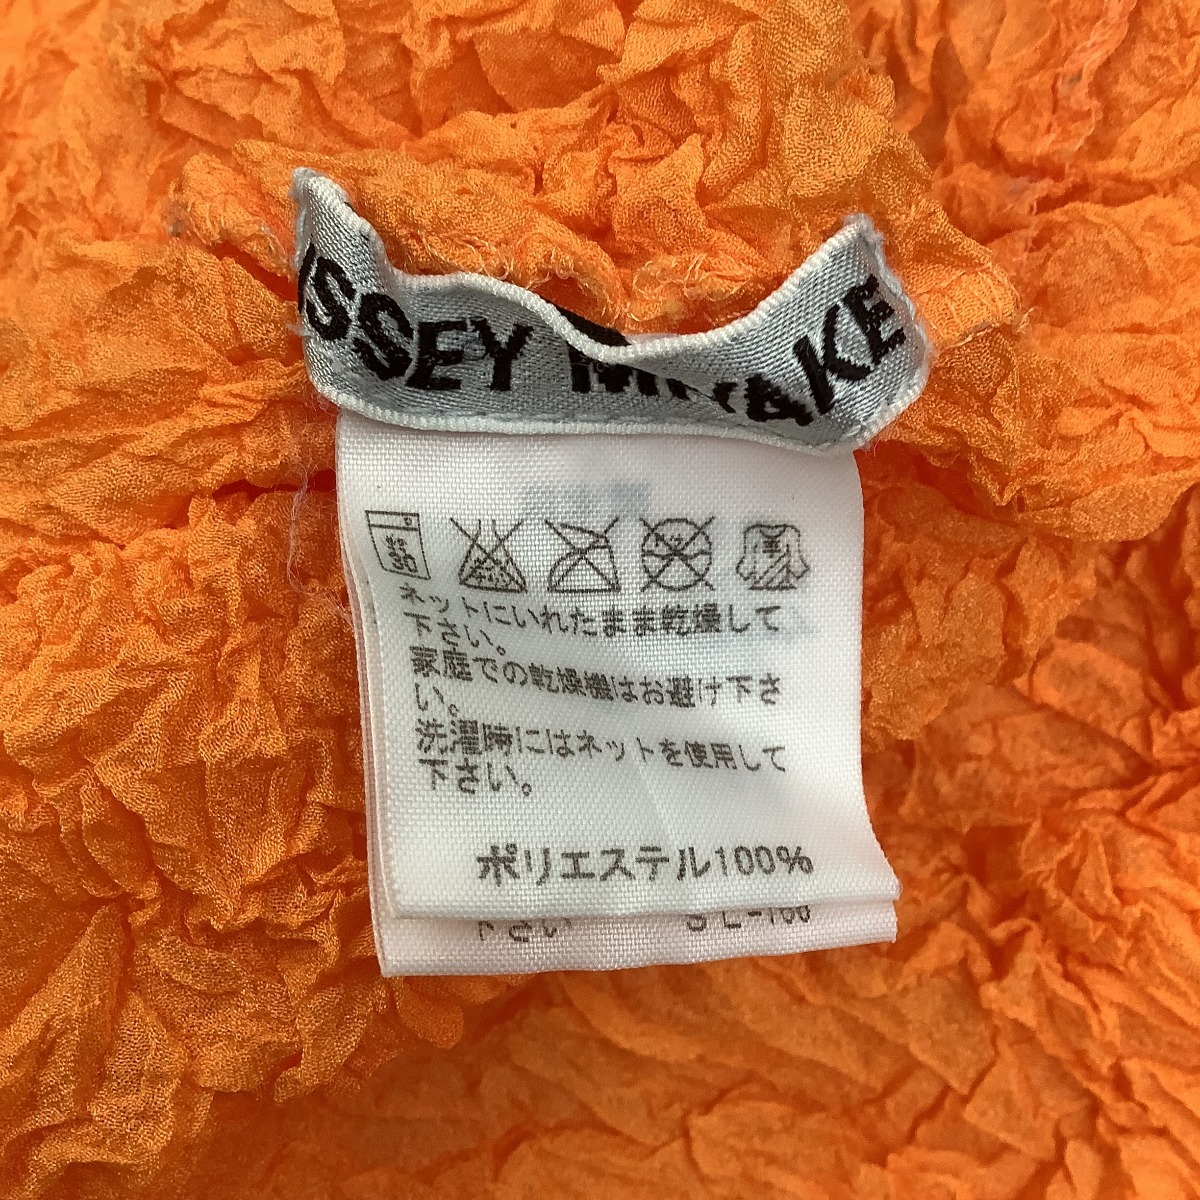 ISSEY MIYAKE
ネットにいれたまま乾燥して
下さい。
家庭での乾燥機はお避け下さ
い。
洗濯時にはネットを使用して
下さい。
ポリエステル100%
下さい